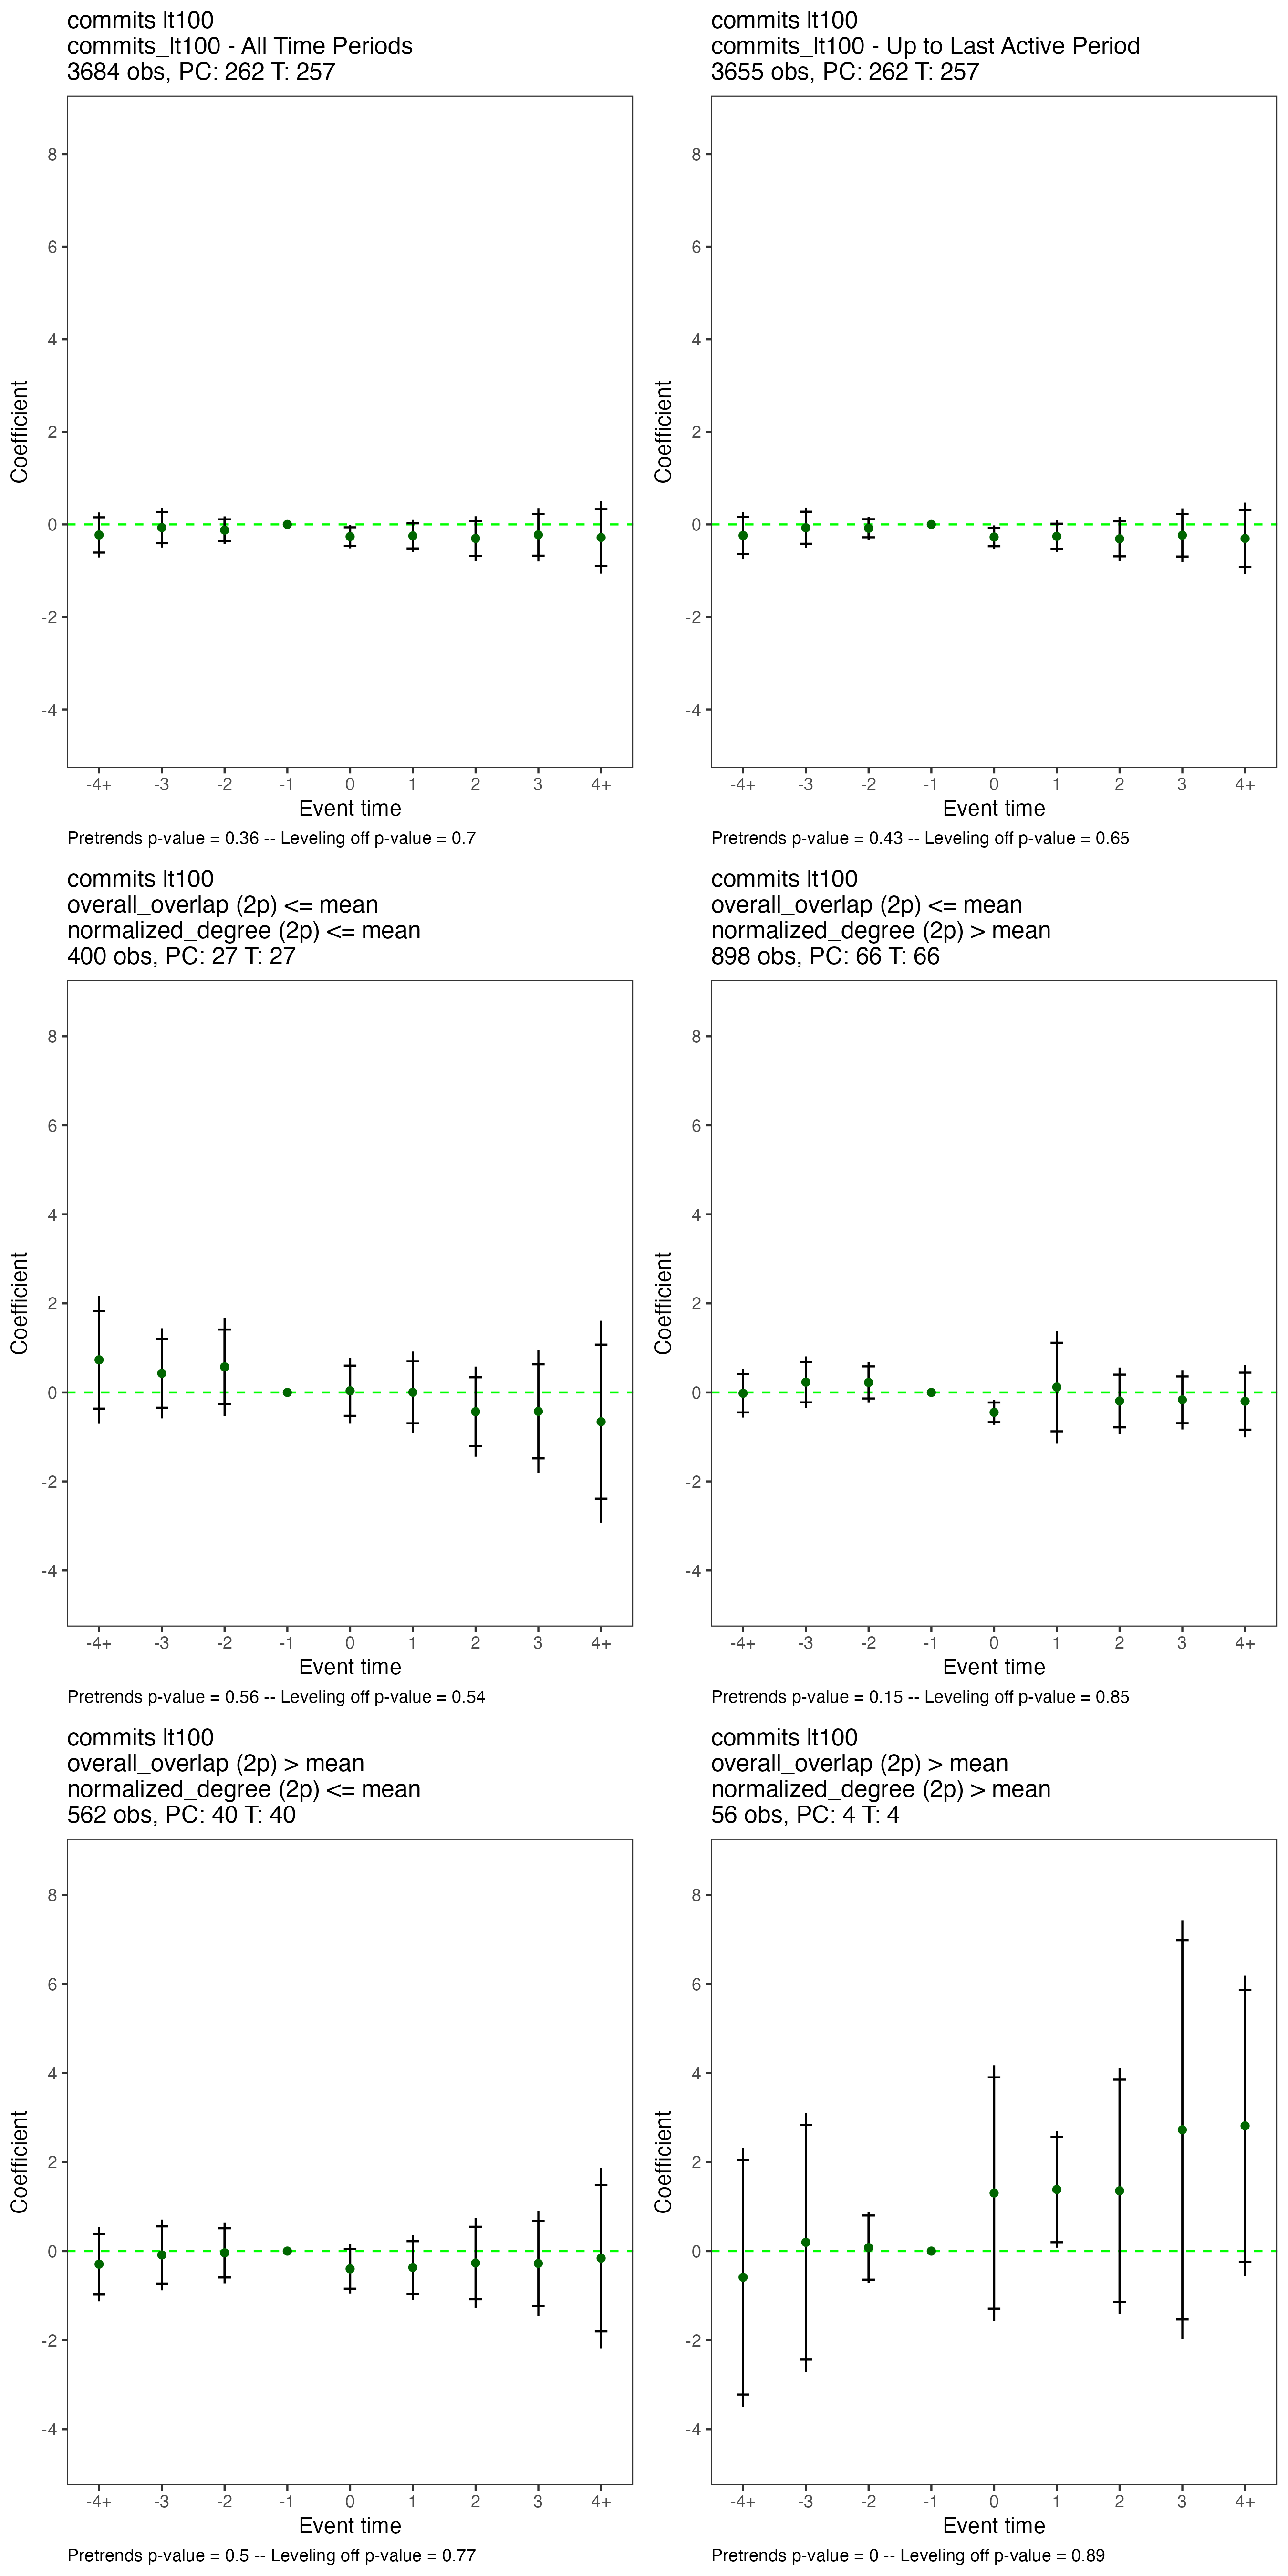 commits lt100
commits_lt100 - All Time Periods
3684 obs, PC: 262 T: 257
8
6
4
2
0
-2
-4
Coefficient
-4+ -3 -2 -1 0 1 2 3 4+
Event time
Pretrends p-value = 0.36 -- Leveling off p-value = 0.7
commits lt100
commits_lt100 - Up to Last Active Period
3655 obs, PC: 262 T: 257
8
6
4
2
0
-2
-4
Coefficient
-4+ -3 -2 -1 0 1 2 3 4+
Event time
Pretrends p-value = 0.43 -- Leveling off p-value = 0.65
commits lt100
overall_overlap (2p) <= mean
normalized_degree (2p) <= mean
400 obs, PC: 27 T: 27
8
6
4
2
0
-2
-4
Coefficient
-4+ -3 -2 -1 0 1 2 3 4+
Event time
Pretrends p-value = 0.56 -- Leveling off p-value = 0.54
commits lt100
overall_overlap (2p) <= mean
normalized_degree (2p) > mean
898 obs, PC: 66 T: 66
8
6
4
2
0
-2
-4
Coefficient
-4+ -3 -2 -1 0 1 2 3 4+
Event time
Pretrends p-value = 0.15 -- Leveling off p-value = 0.85
commits lt100
overall_overlap (2p) > mean
normalized_degree (2p) <= mean
562 obs, PC: 40 T: 40
8
6
4
2
0
-2
-4
Coefficient
-4+ -3 -2 -1 0 1 2 3 4+
Event time
Pretrends p-value = 0.5 -- Leveling off p-value = 0.77
commits lt100
overall_overlap (2p) > mean
normalized_degree (2p) > mean
56 obs, PC: 4 T: 4
8
6
4
2
0
-2
-4
Coefficient
-4+ -3 -2 -1 0 1 2 3 4+
Event time
Pretrends p-value = 0 -- Leveling off p-value = 0.89